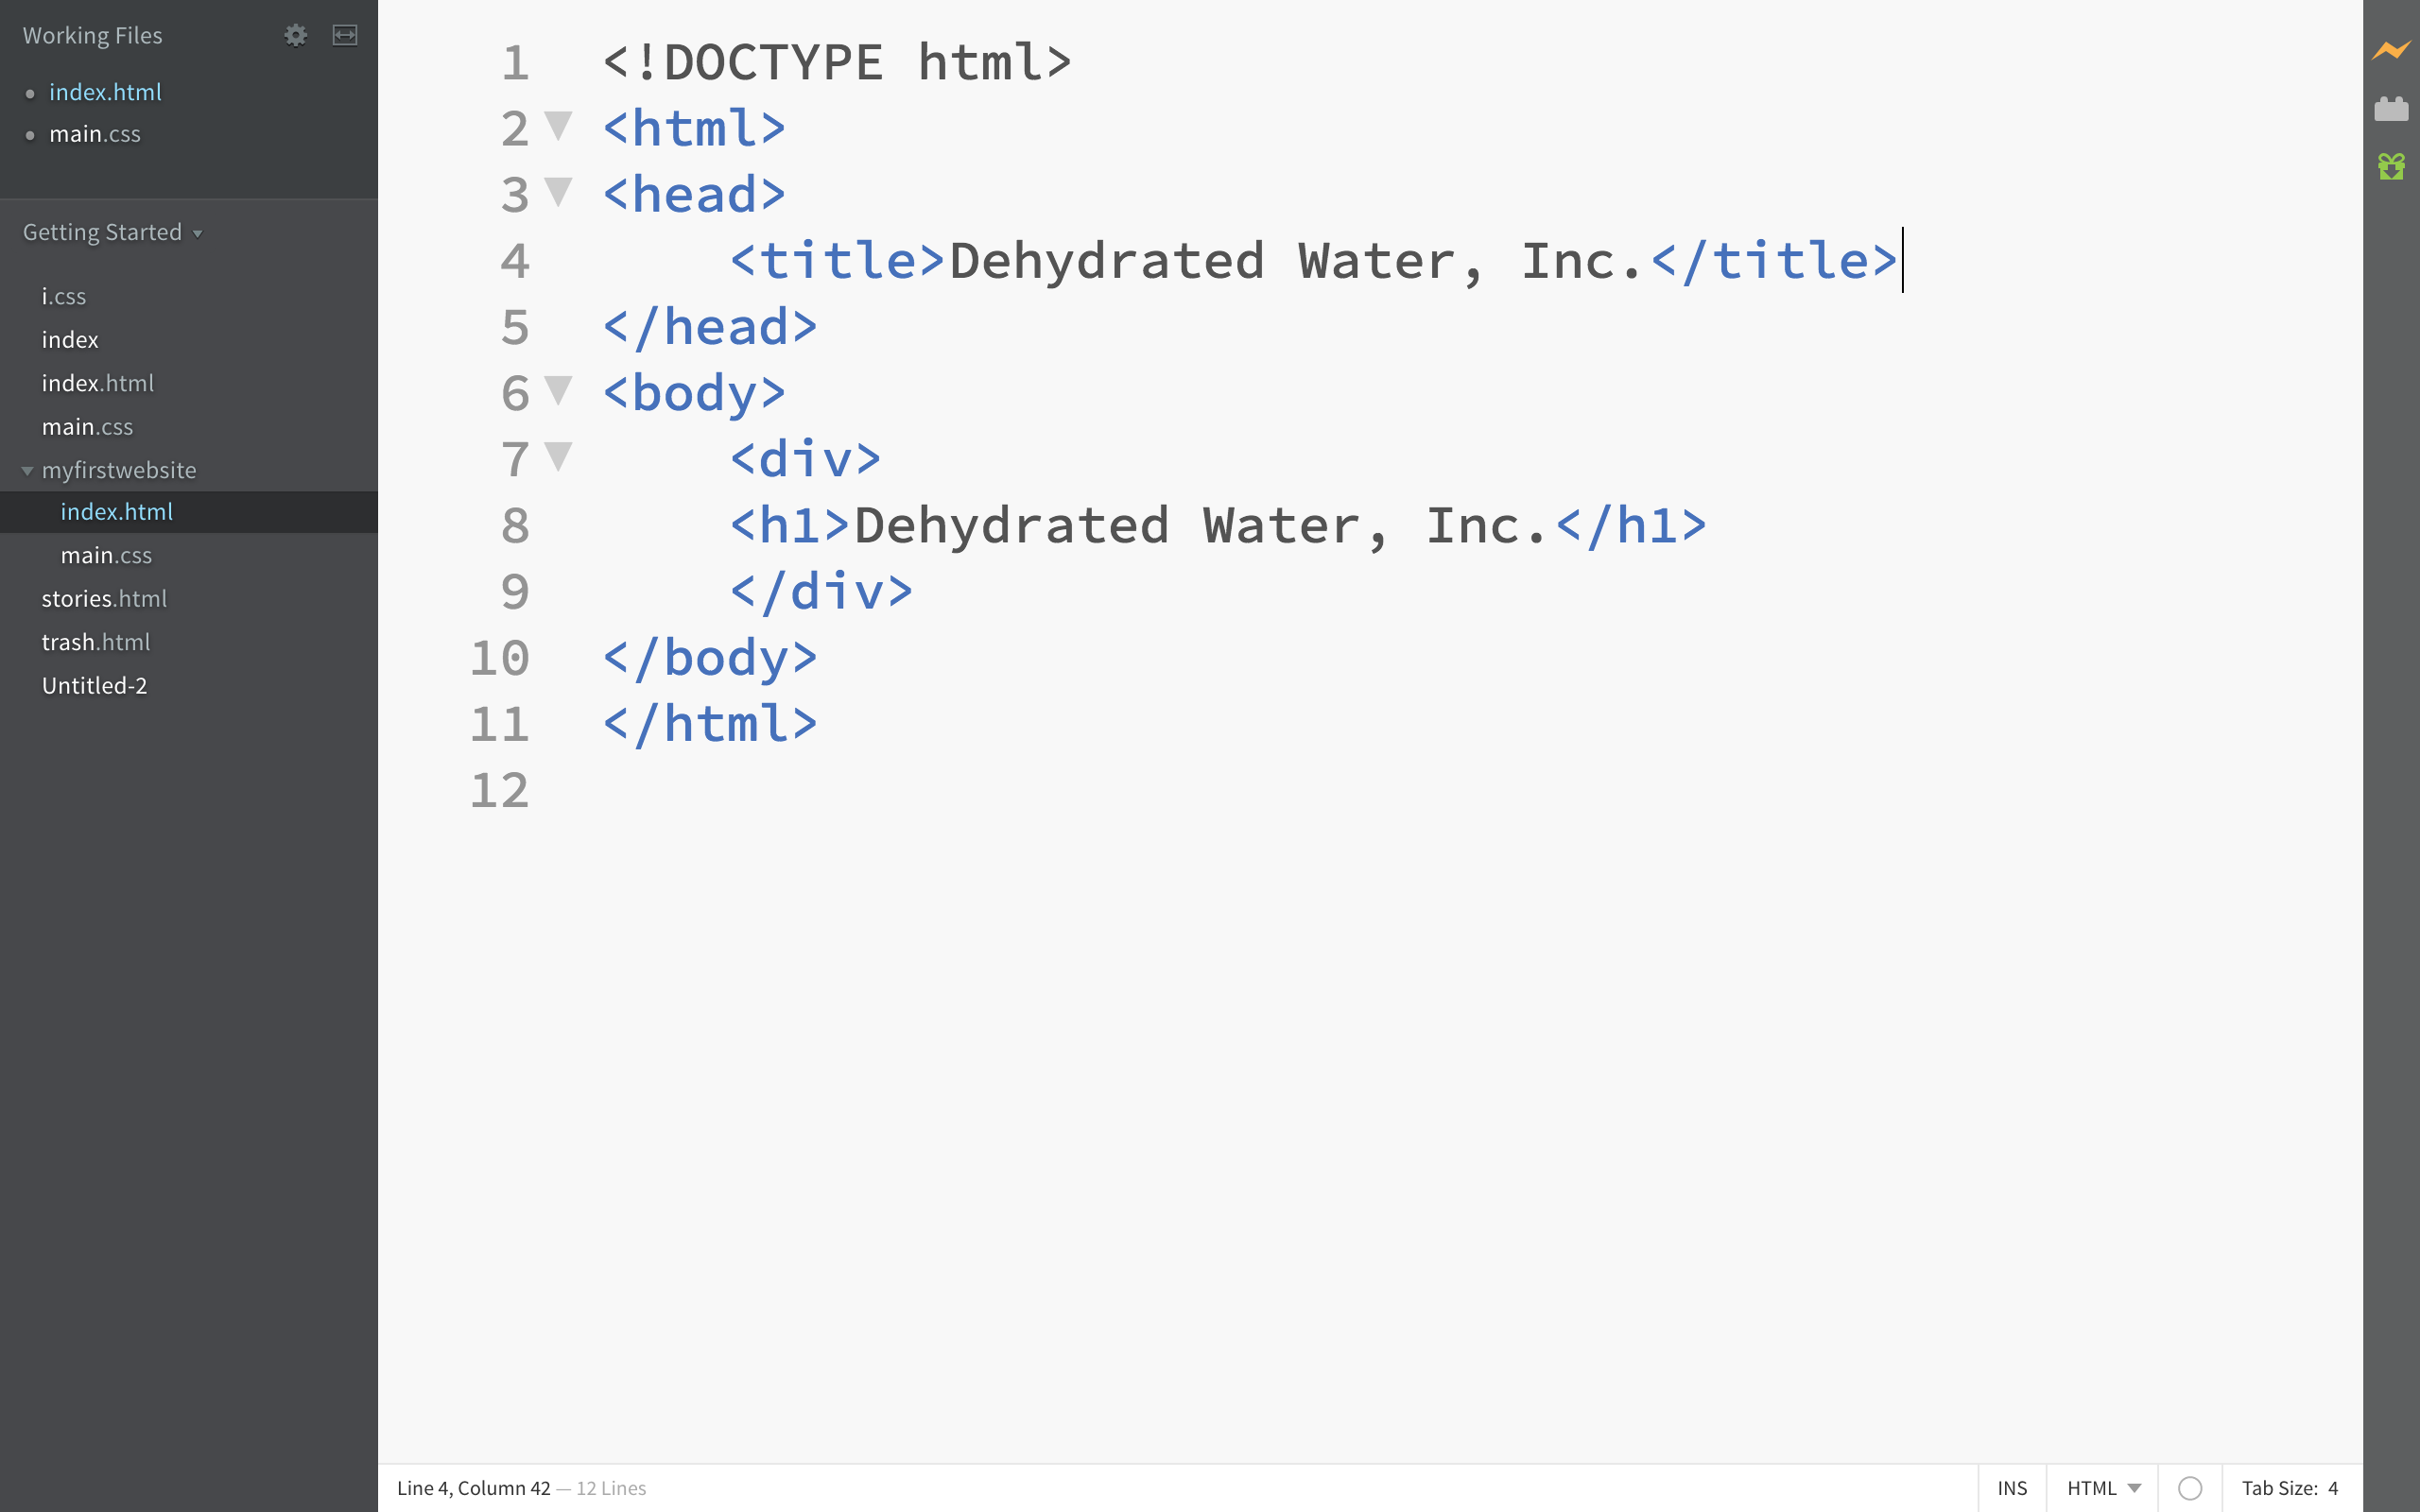 Working Files
index.html
main.css
Getting Started
i.css
index
index.html
main.css
myfirstwebsite
index.html
main.css
stories.html
trash.html
Untitled-2
1 <!DOCTYPE html>
2 <html>
3 <head>
4     <title>Dehydrated Water, Inc.</title>
5 </head>
6 <body>
7     <div>
8     <h1>Dehydrated Water, Inc.</h1>
9     </div>
10 </body>
11 </html>
12
Line 4, Column 42 — 12 Lines
INS HTML Tab Size: 4